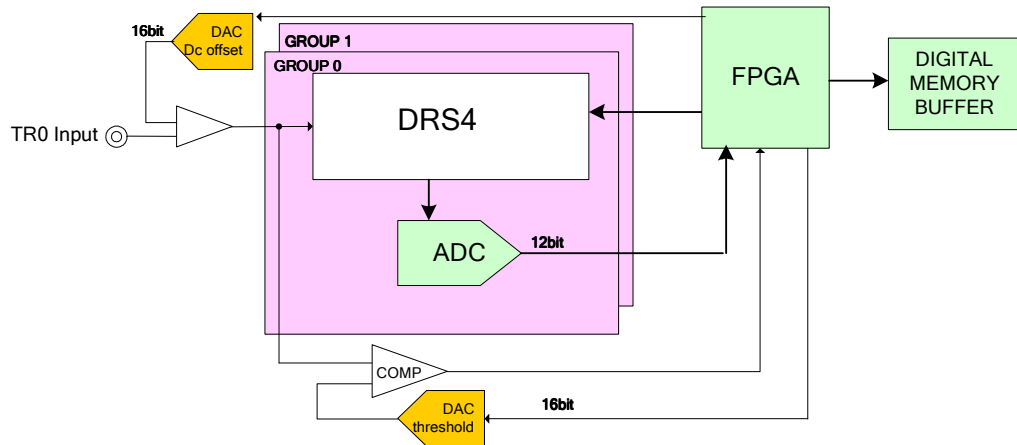 16bit
DAC
Dc offset
GROUP 1
GROUP 0
FPGA
DIGITAL
MEMORY
BUFFER
DRS4
TR0 Input
ADC
12bit
COMP
DAC
threshold
16bit